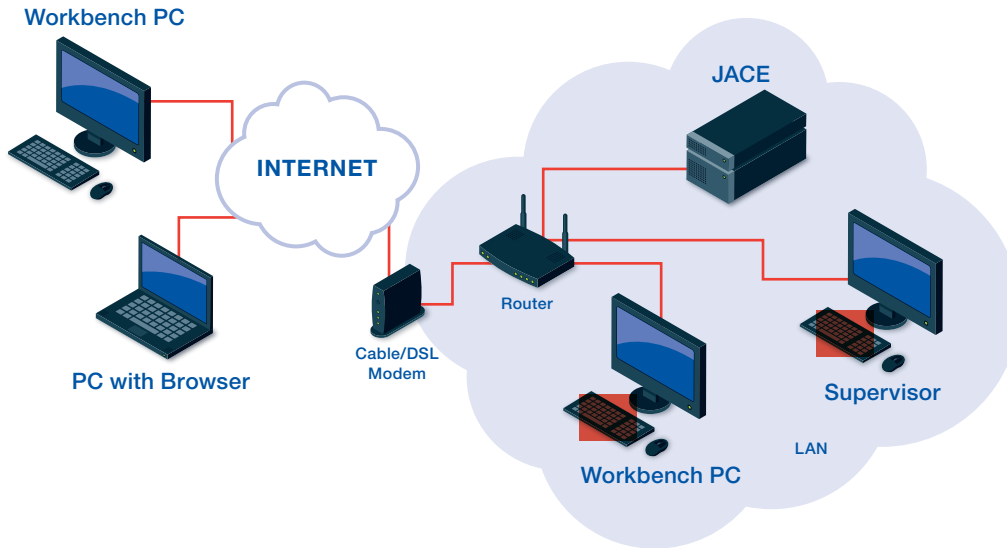 Workbench PC
JACE
INTERNET
Router
Cable/DSL
Modem
PC with Browser
Supervisor
LAN
Workbench PC